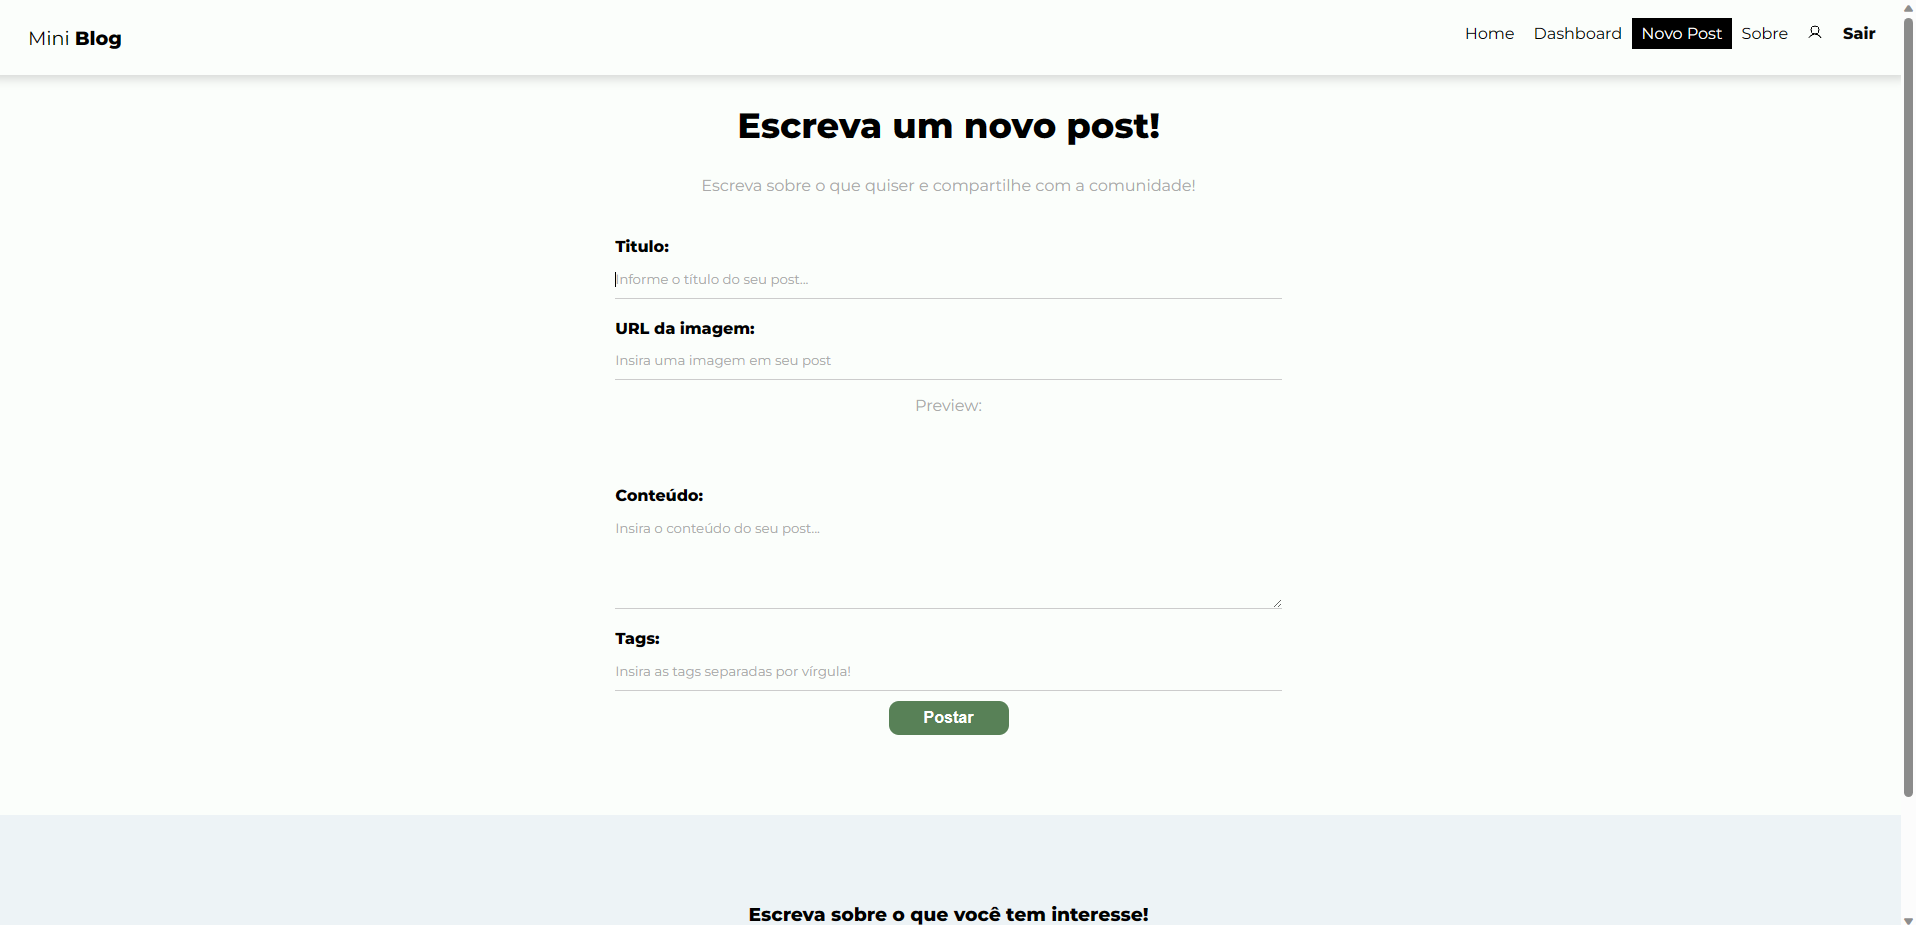 Mini Blog
Home Dashboard Novo Post Sobre Sair
Escreva um novo post!
Escreva sobre o que quiser e compartilhe com a comunidade!
Titulo:
Informe o título do seu post...
URL da imagem:
Insira uma imagem em seu post
Preview:
Conteúdo:
Insira o conteúdo do seu post...
Tags:
Insira as tags separadas por vírgula!
Postar
Escreva sobre o que você tem interesse!